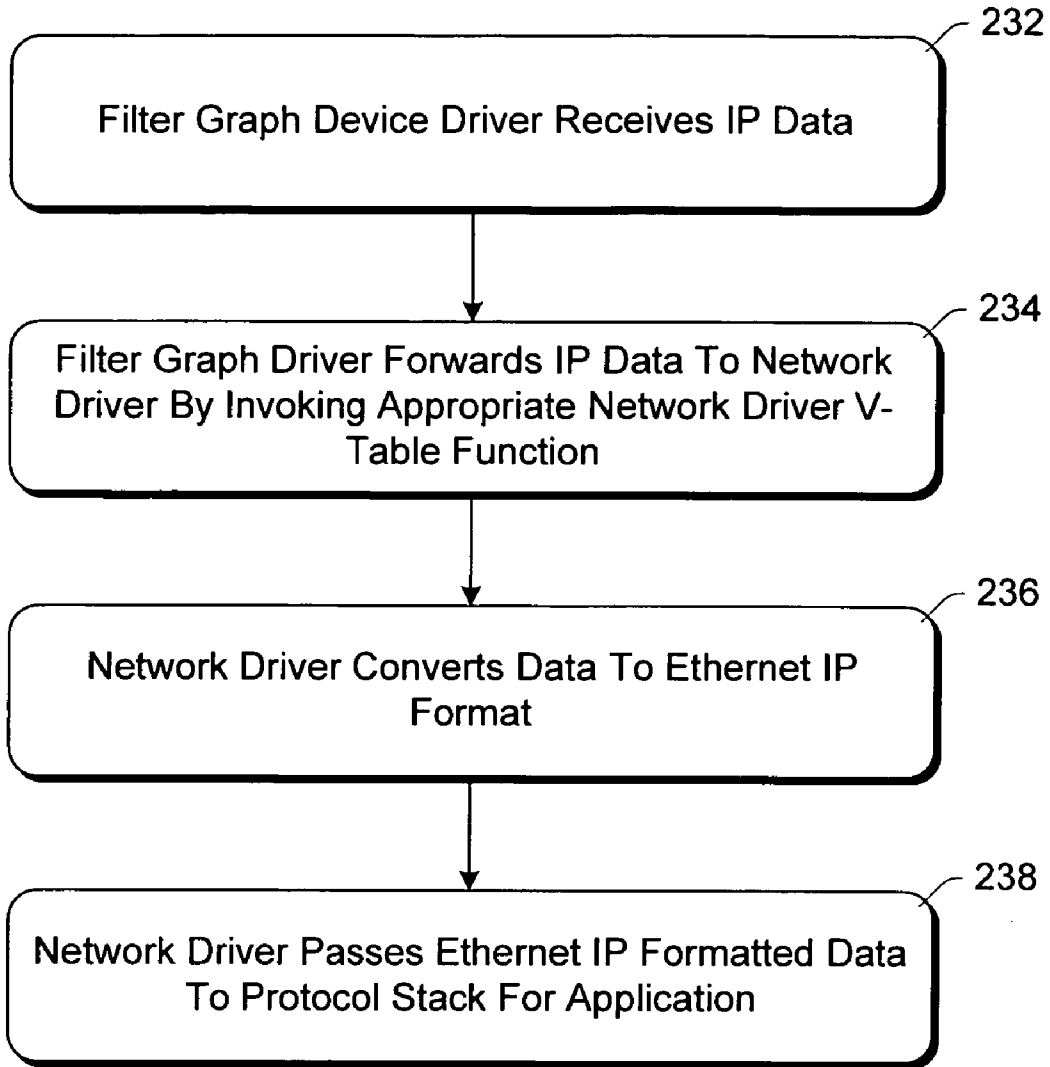 232
Filter Graph Device Driver Receives IP Data
234
Filter Graph Driver Forwards IP Data To Network
Driver By Invoking Appropriate Network Driver V-
Table Function
236
Network Driver Converts Data To Ethernet IP
Format
238
Network Driver Passes Ethernet IP Formatted Data
To Protocol Stack For Application